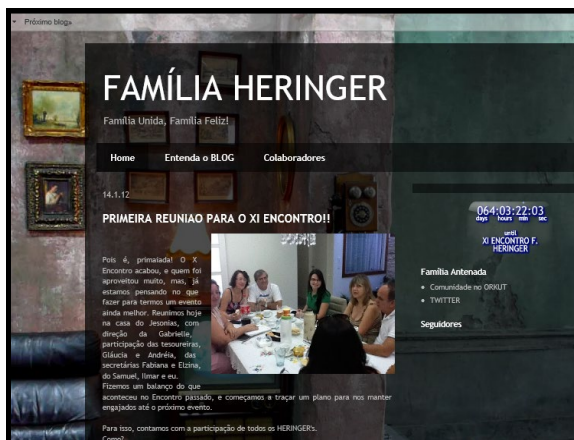 Próximo blog»
FAMÍLIA HERINGER
Família Unida, Família Feliz!
Home Entenda o BLOG Colaboradores
14.1.12
PRIMEIRA REUNIAO PARA O XI ENCONTRO!!
Pois é, primaiada! O X
Encontro acabou, e quem foi
aproveitou muito, mas, já
estamos pensando no que
fazer para termos um evento
ainda melhor. Reunimos hoje
na casa do Jesonias, com
direção da Gabrielle,
participação das tesoureiras,
Gláucia e Andréia, das
secretárias Fabiana e Elzina,
do Samuel, Ilmar e eu.
Fizemos um balanço do que
aconteceu no Encontro passado, e começamos a traçar um plano para nos manter
engajados até o próximo evento.
Para isso, contamos com a participação de todos os HERINGER's.
Como?
064:03:22:03
days hours min sec
until
XI ENCONTRO F.
HERINGER
Família Antenada
Comunidade no ORKUT
TWITTER
Seguidores